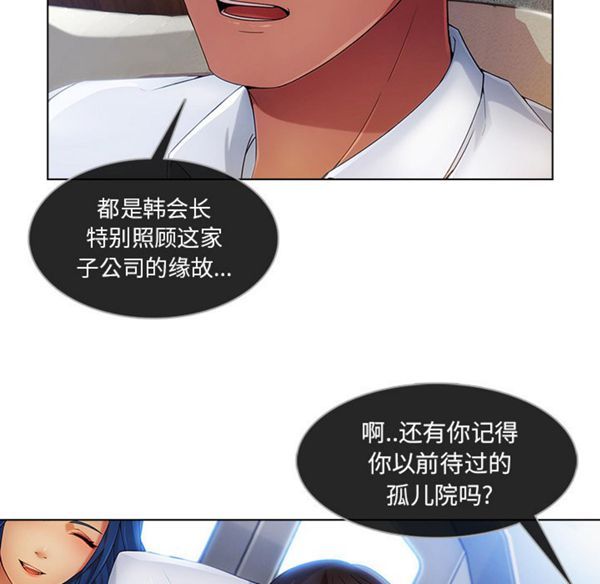 都是韩会长
特别照顾这家
子公司的缘故...
啊..还有你记得
你以前待过的
孤儿院吗?